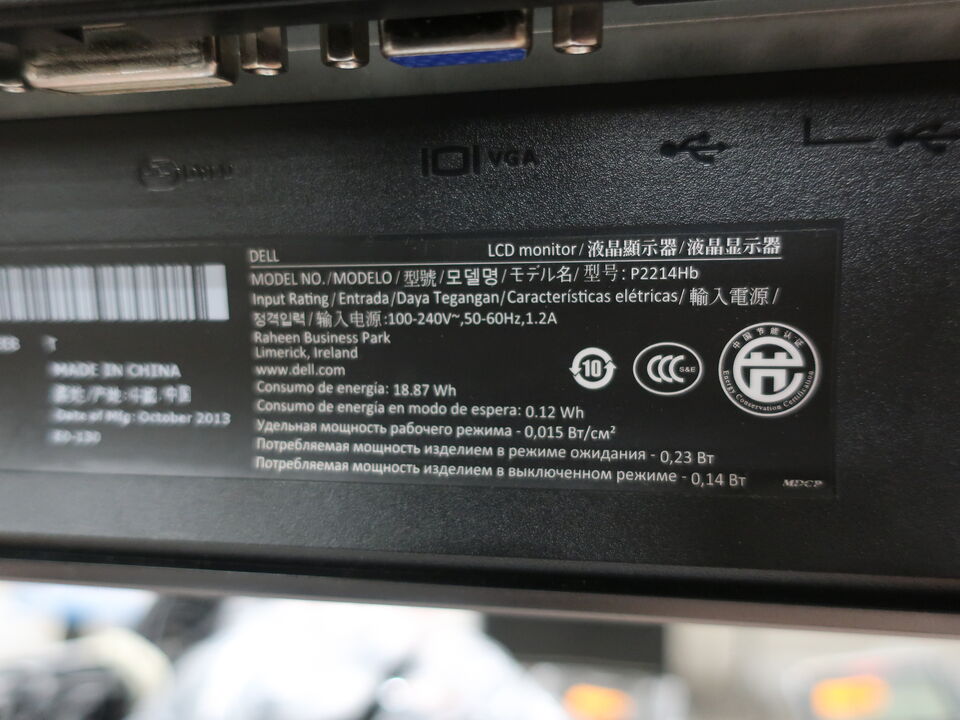 VGA
DELL
LCD monitor / 液晶顯示器 / 液晶显示器
MODEL NO./MODELO / 型號 / 모델명 / モデル名 / 型号 : P2214Hb
Input Rating / Entrada/Daya Tegangan/Características elétricas/ 輸入電源 /
정격입력 / 输入电源 :100-240V~,50-60Hz,1.2A
Raheen Business Park
Limerick, Ireland
www.dell.com
Consumo de energía: 18.87 Wh
Consumo de energía en modo de espera: 0.12 Wh
Удельная мощность рабочего режима - 0,015 Вт/см²
Потребляемая мощность изделием в режиме ожидания - 0,23 Вт
Потребляемая мощность изделием в выключенном режиме - 0,14 Вт
10
CCC S&E
中国节能认证
Energy Conservation Certification
MDCP
MADE IN CHINA
Date of Mfg: October 2013